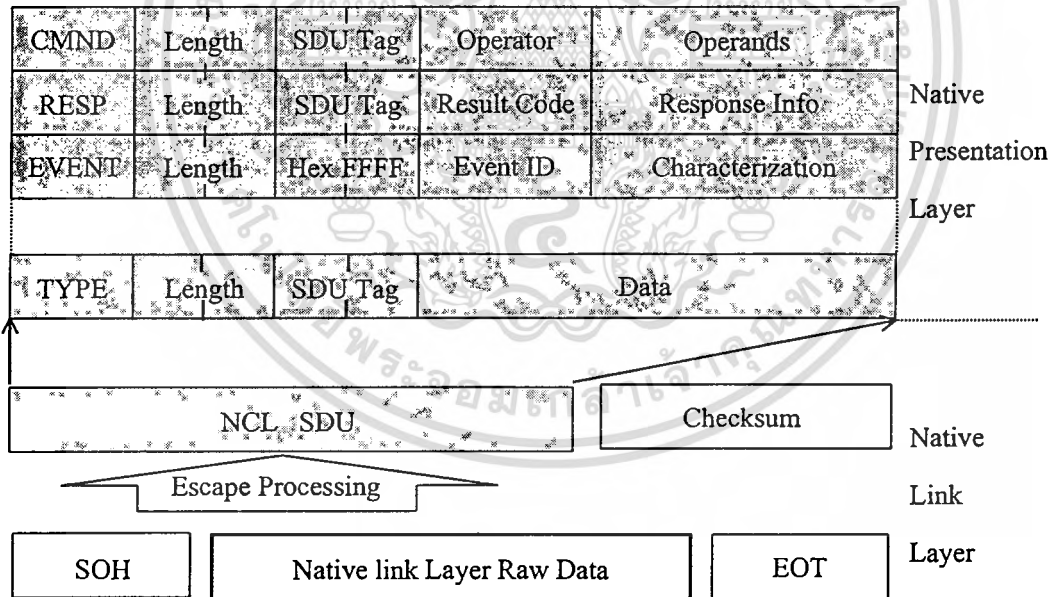 CMND Length SDU Tag Operator Operands
RESP Length SDU Tag Result Code Response Info
EVENT Length Hex FFFF Event ID Characterization
Native
Presentation
Layer
TYPE Length SDU Tag Data
NCL SDU Checksum
Escape Processing
SOH Native link Layer Raw Data EOT
Native
Link
Layer